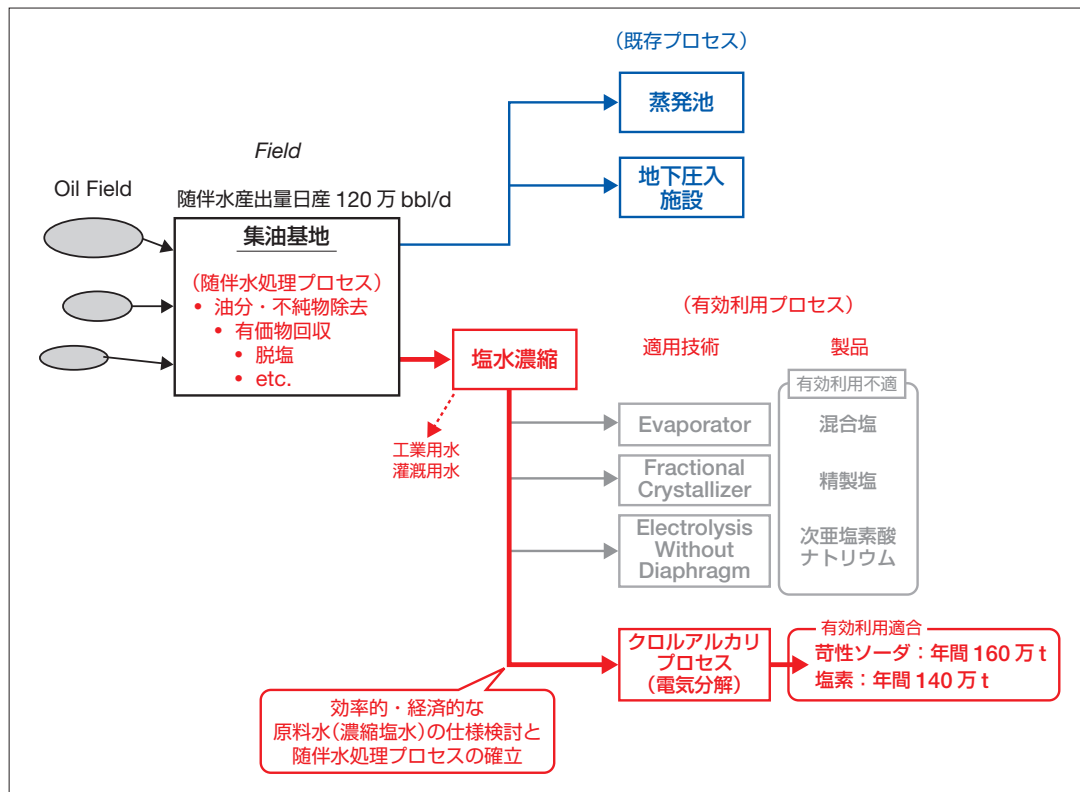 （既存プロセス）
蒸発池
地下圧入
施設
Field
Oil Field
随伴水産出量日産 120 万 bbl/d
集油基地
（随伴水処理プロセス）
• 油分・不純物除去
• 有価物回収
• 脱塩
• etc.
塩水濃縮
工業用水
灌漑用水
（有効利用プロセス）
適用技術
製品
有効利用不適
Evaporator
混合塩
Fractional
Crystallizer
精製塩
Electrolysis
Without
Diaphragm
次亜塩素酸
ナトリウム
クロルアルカリ
プロセス
（電気分解）
有効利用適合
苛性ソーダ：年間 160 万 t
塩素：年間 140 万 t
効率的・経済的な
原料水（濃縮塩水）の仕様検討と
随伴水処理プロセスの確立